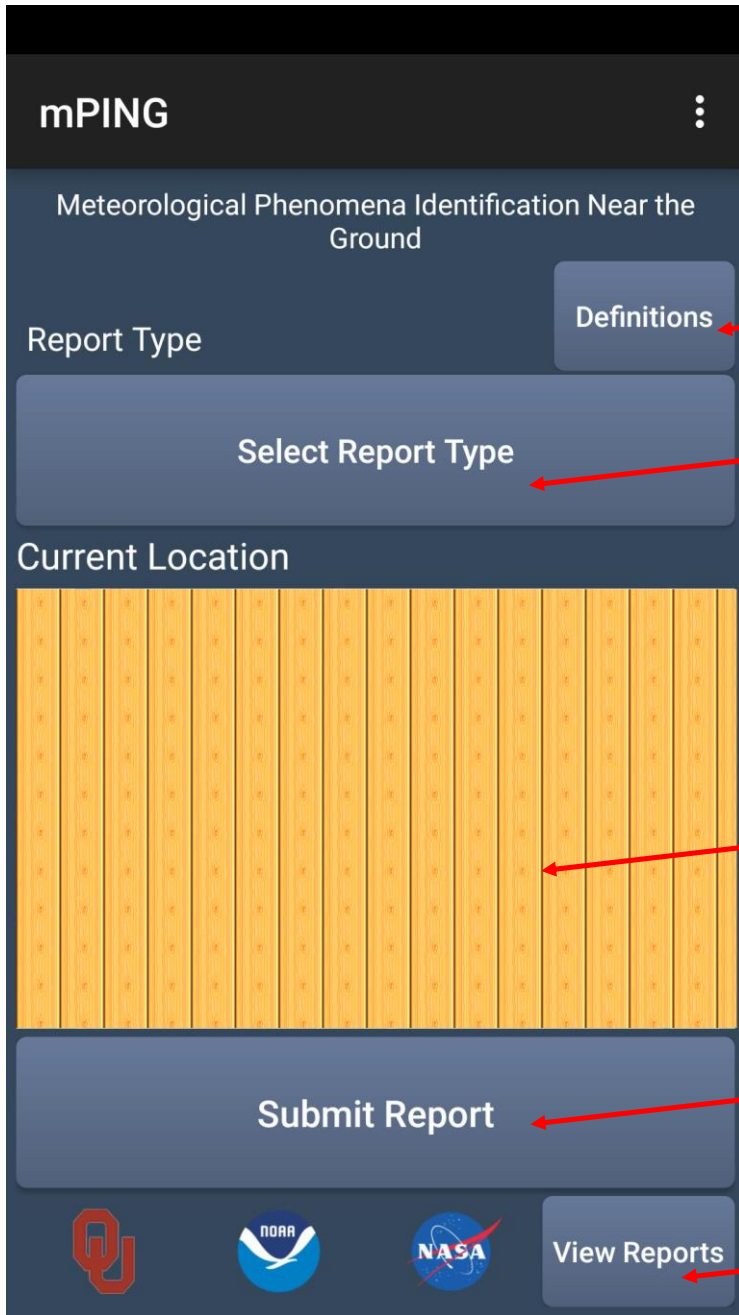 mPING
Meteorological Phenomena Identification Near the
Ground
Definitions
Report Type
Select Report Type
Current Location
Submit Report
OU
NOAA
NASA
View Reports